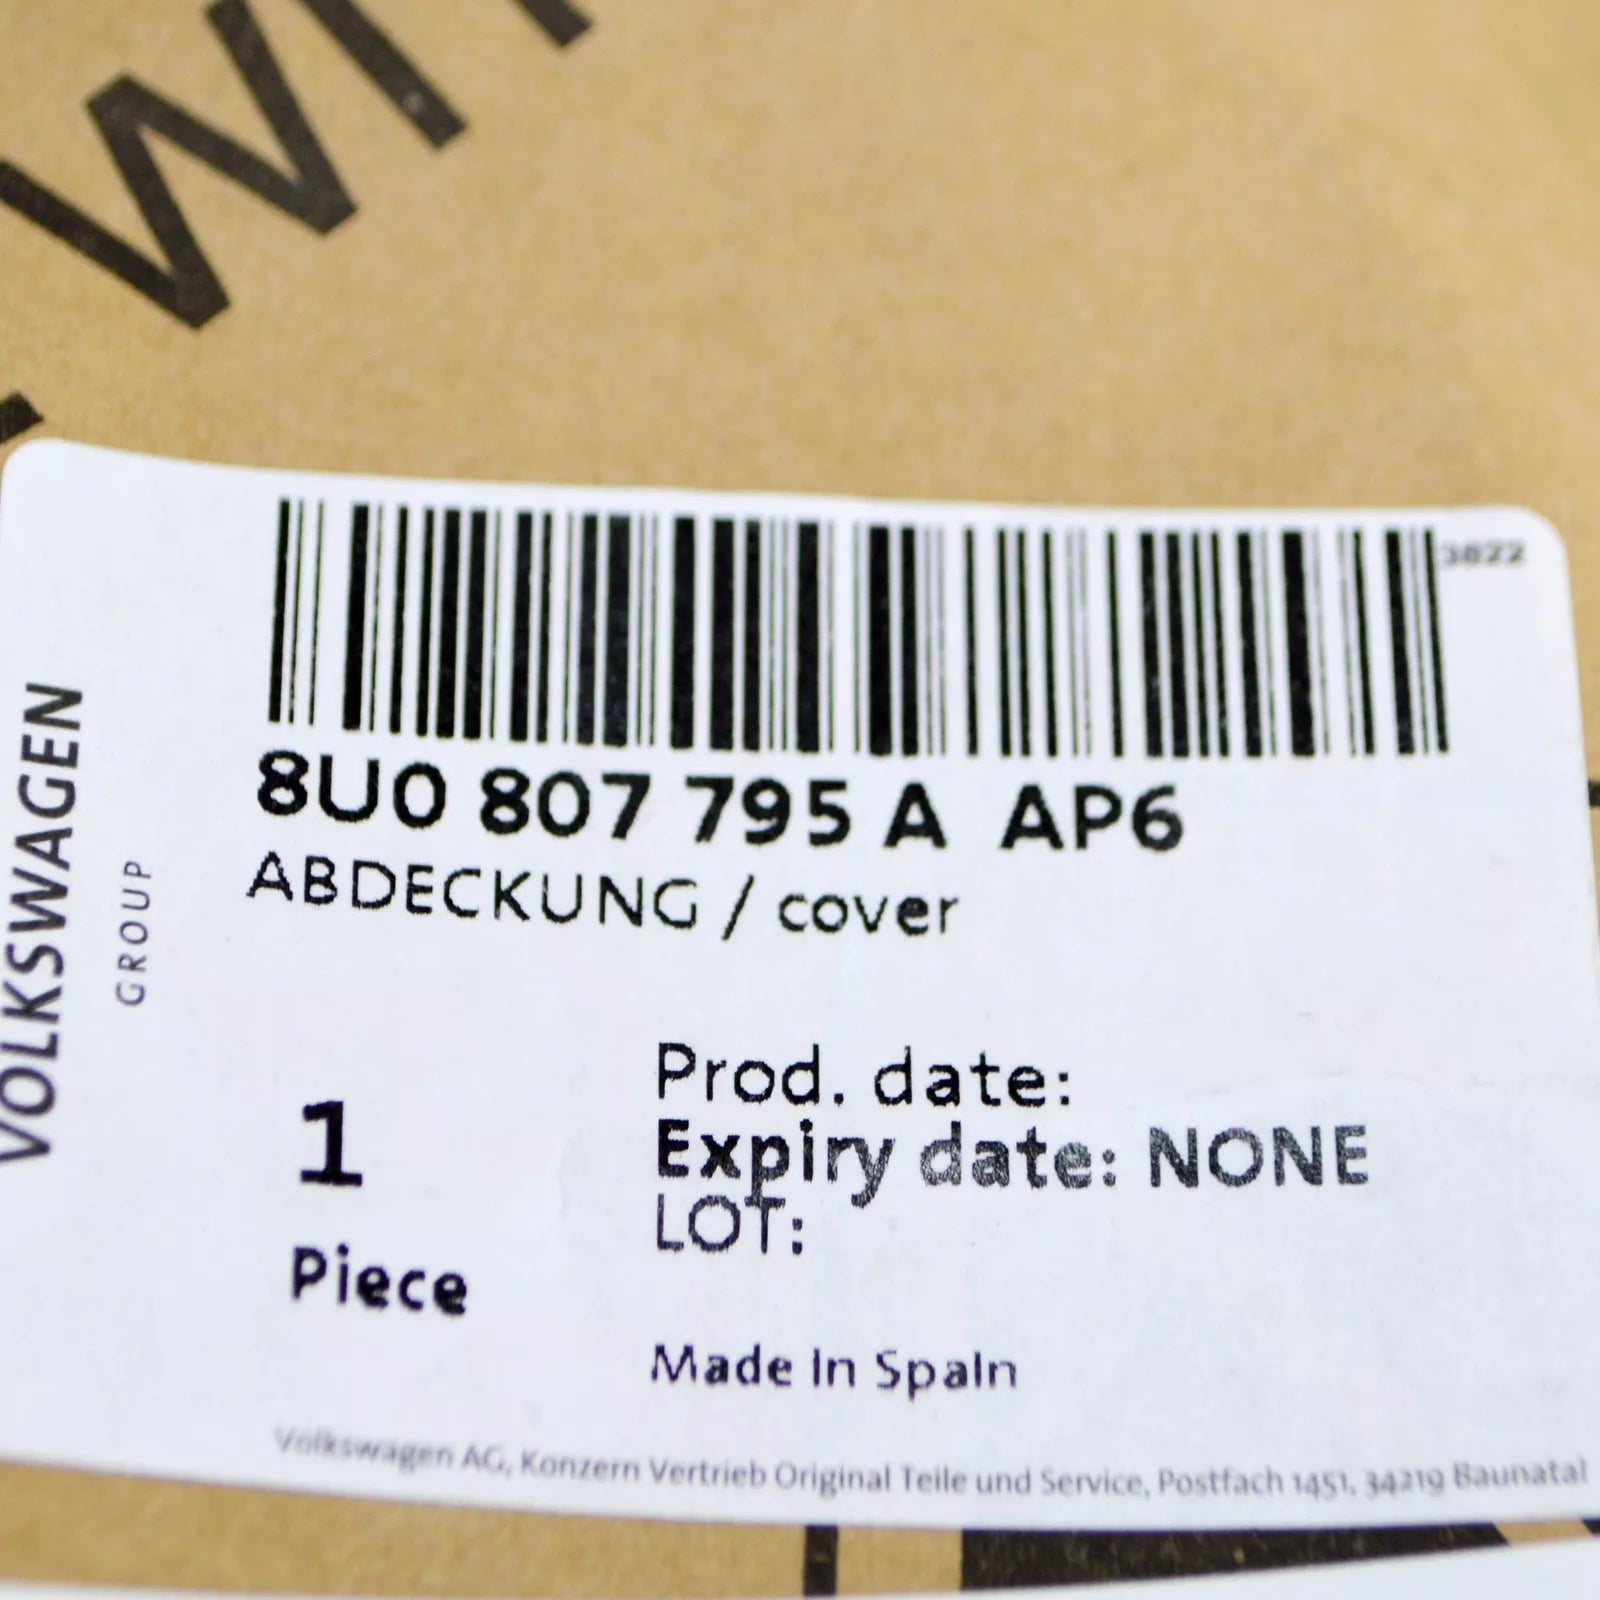 3822
8U0 807 795 A AP6
ABDECKUNG / cover
VOLKSWAGEN
GROUP
1
Piece
Prod. date:
Expiry date: NONE
LOT:
Made In Spain
Volkswagen AG, Konzern Vertrieb Original Teile und Service, Postfach 1451, 34219 Baunatal